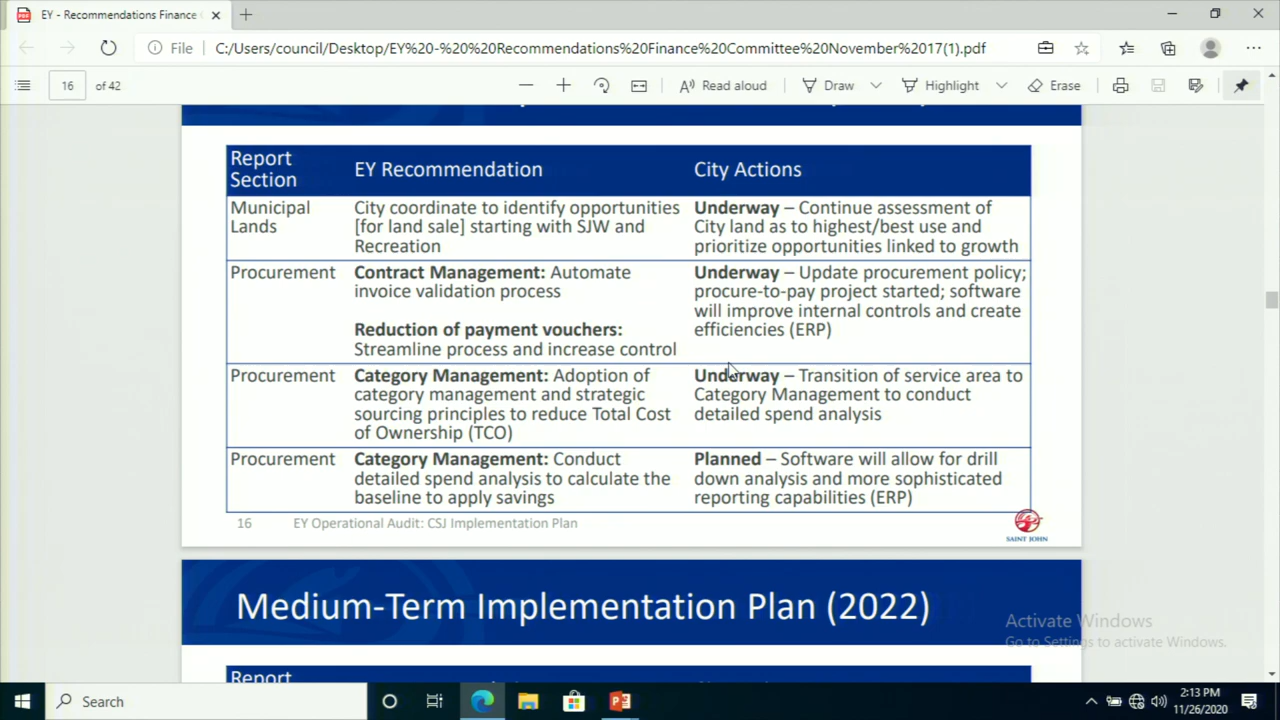 EY - Recommendations Finance
File
C:/Users/council/Desktop/EY%20-%20%20Recommendations%20Finance%20Committee%20November%2017(1).pdf
16 of 42
Read aloud
Draw
Highlight
Erase
Report Section
EY Recommendation
City Actions
Municipal Lands
City coordinate to identify opportunities
[for land sale] starting with SJW and
Recreation
Underway – Continue assessment of
City land as to highest/best use and
prioritize opportunities linked to growth
Procurement
Contract Management: Automate
invoice validation process
Reduction of payment vouchers:
Streamline process and increase control
Underway – Update procurement policy;
procure-to-pay project started; software
will improve internal controls and create
efficiencies (ERP)
Procurement
Category Management: Adoption of
category management and strategic
sourcing principles to reduce Total Cost
of Ownership (TCO)
Underway – Transition of service area to
Category Management to conduct
detailed spend analysis
Procurement
Category Management: Conduct
detailed spend analysis to calculate the
baseline to apply savings
Planned – Software will allow for drill
down analysis and more sophisticated
reporting capabilities (ERP)
16 EY Operational Audit: CSJ Implementation Plan
SAINT JOHN
Medium-Term Implementation Plan (2022)
Activate Windows
Go to Settings to activate Windows.
Report
Search
2:13 PM
11/26/2020